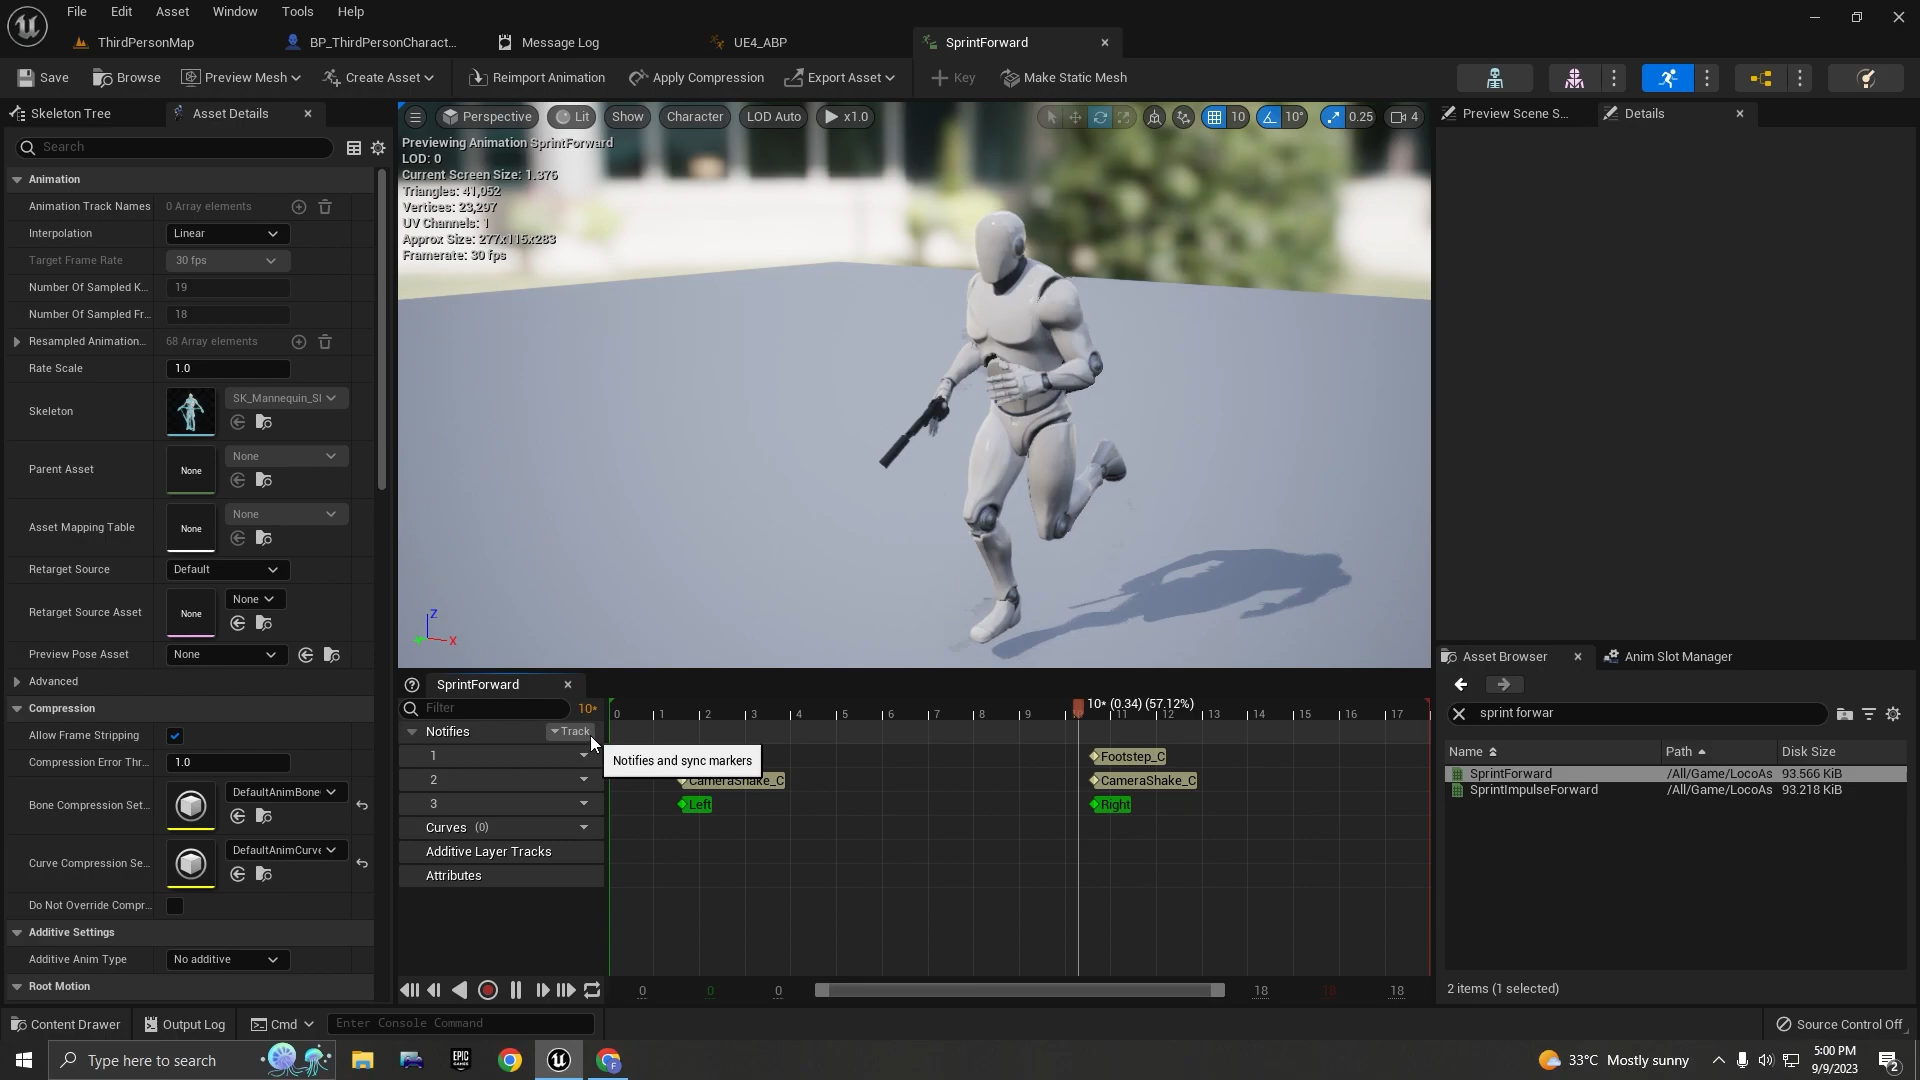 File Edit Asset Window Tools Help
ThirdPersonMap BP_ThirdPersonCharact... Message Log UE4_ABP SprintForward
Save Browse Preview Mesh Create Asset Reimport Animation Apply Compression Export Asset Key Make Static Mesh
Skeleton Tree Asset Details
Search
Animation
Animation Track Names 0 Array elements
Interpolation Linear
Target Frame Rate 30 fps
Number Of Sampled K... 19
Number Of Sampled Fr... 18
Resampled Animation... 68 Array elements
Rate Scale 1.0
Skeleton SK_Mannequin_Sl
Parent Asset None None
Asset Mapping Table None None
Retarget Source Default
Retarget Source Asset None None
Preview Pose Asset None
Advanced
Compression
Allow Frame Stripping
Compression Error Thr... 1.0
Bone Compression Set... DefaultAnimBone
Curve Compression Se... DefaultAnimCurve
Do Not Override Compr...
Additive Settings
Additive Anim Type No additive
Root Motion
Perspective Lit Show Character LOD Auto x1.0 10 10° 0.25 4
Previewing Animation SprintForward
LOD: 0
Current Screen Size: 1.376
Triangles: 41,052
Vertices: 23,297
UV Channels: 1
Approx Size: 277x115x283
Framerate: 30 fps
Z
X
SprintForward
Filter 10*
10* (0.34) (57.12%)
0 1 2 3 4 5 6 7 8 9 10 11 12 13 14 15 16 17
Notifies Track
Notifies and sync markers
1 Footstep_C
2 CameraShake_C CameraShake_C
3 Left Right
Curves (0)
Additive Layer Tracks
Attributes
0 0 0 18 18 18
Preview Scene S... Details
Asset Browser Anim Slot Manager
sprint forwar
Name Path Disk Size
SprintForward /All/Game/LocoAs 93.566 KiB
SprintImpulseForward /All/Game/LocoAs 93.218 KiB
2 items (1 selected)
Content Drawer Output Log Cmd Enter Console Command Source Control Off
Type here to search
EPIC GAMES
F
33°C Mostly sunny
5:00 PM
9/9/2023
2